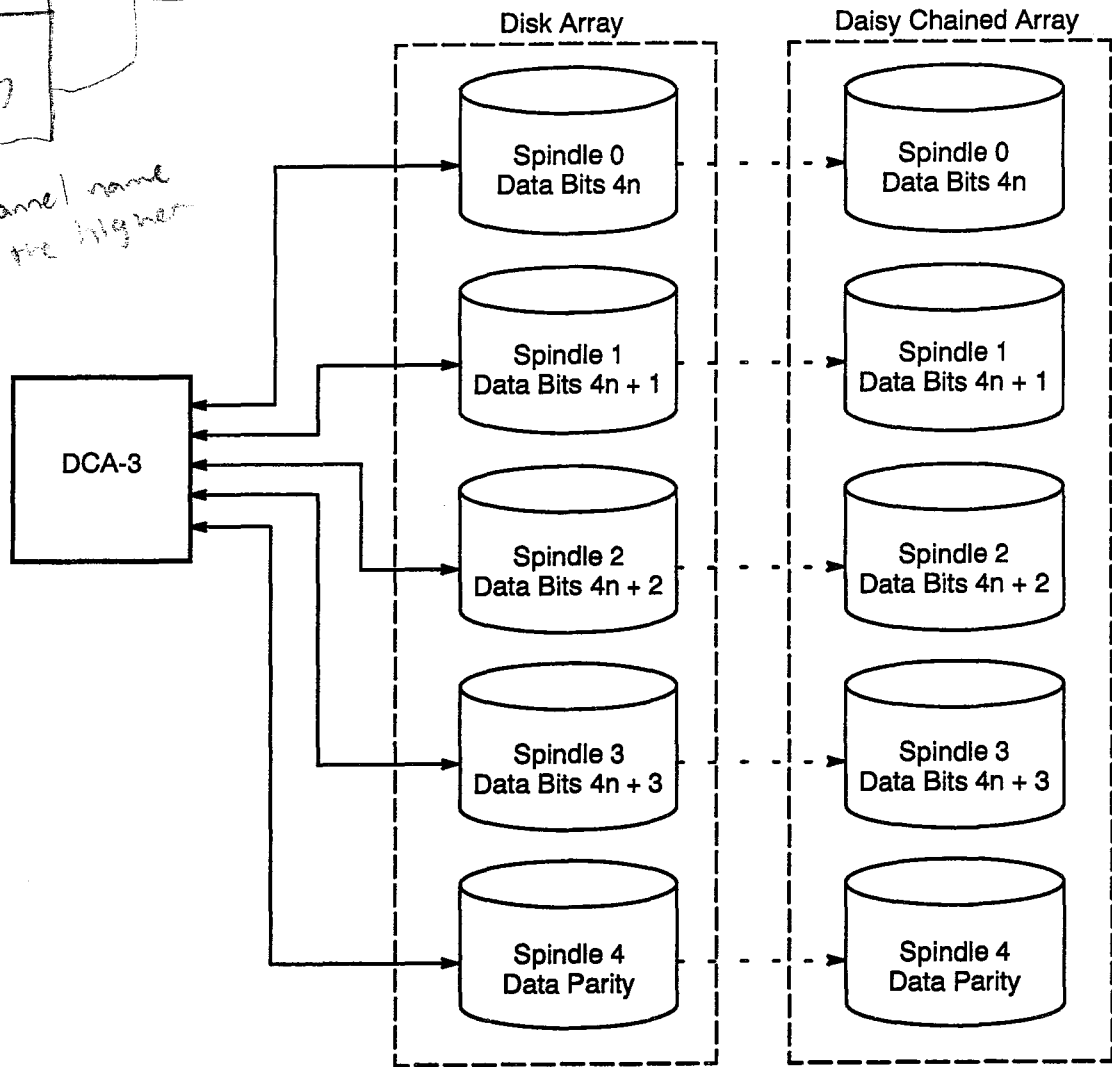 Disk Array
Daisy Chained Array
Spindle 0
Data Bits 4n
Spindle 0
Data Bits 4n
name
the higher
Spindle 1
Data Bits 4n + 1
Spindle 1
Data Bits 4n + 1
DCA-3
Spindle 2
Data Bits 4n + 2
Spindle 2
Data Bits 4n + 2
Spindle 3
Data Bits 4n + 3
Spindle 3
Data Bits 4n + 3
Spindle 4
Data Parity
Spindle 4
Data Parity